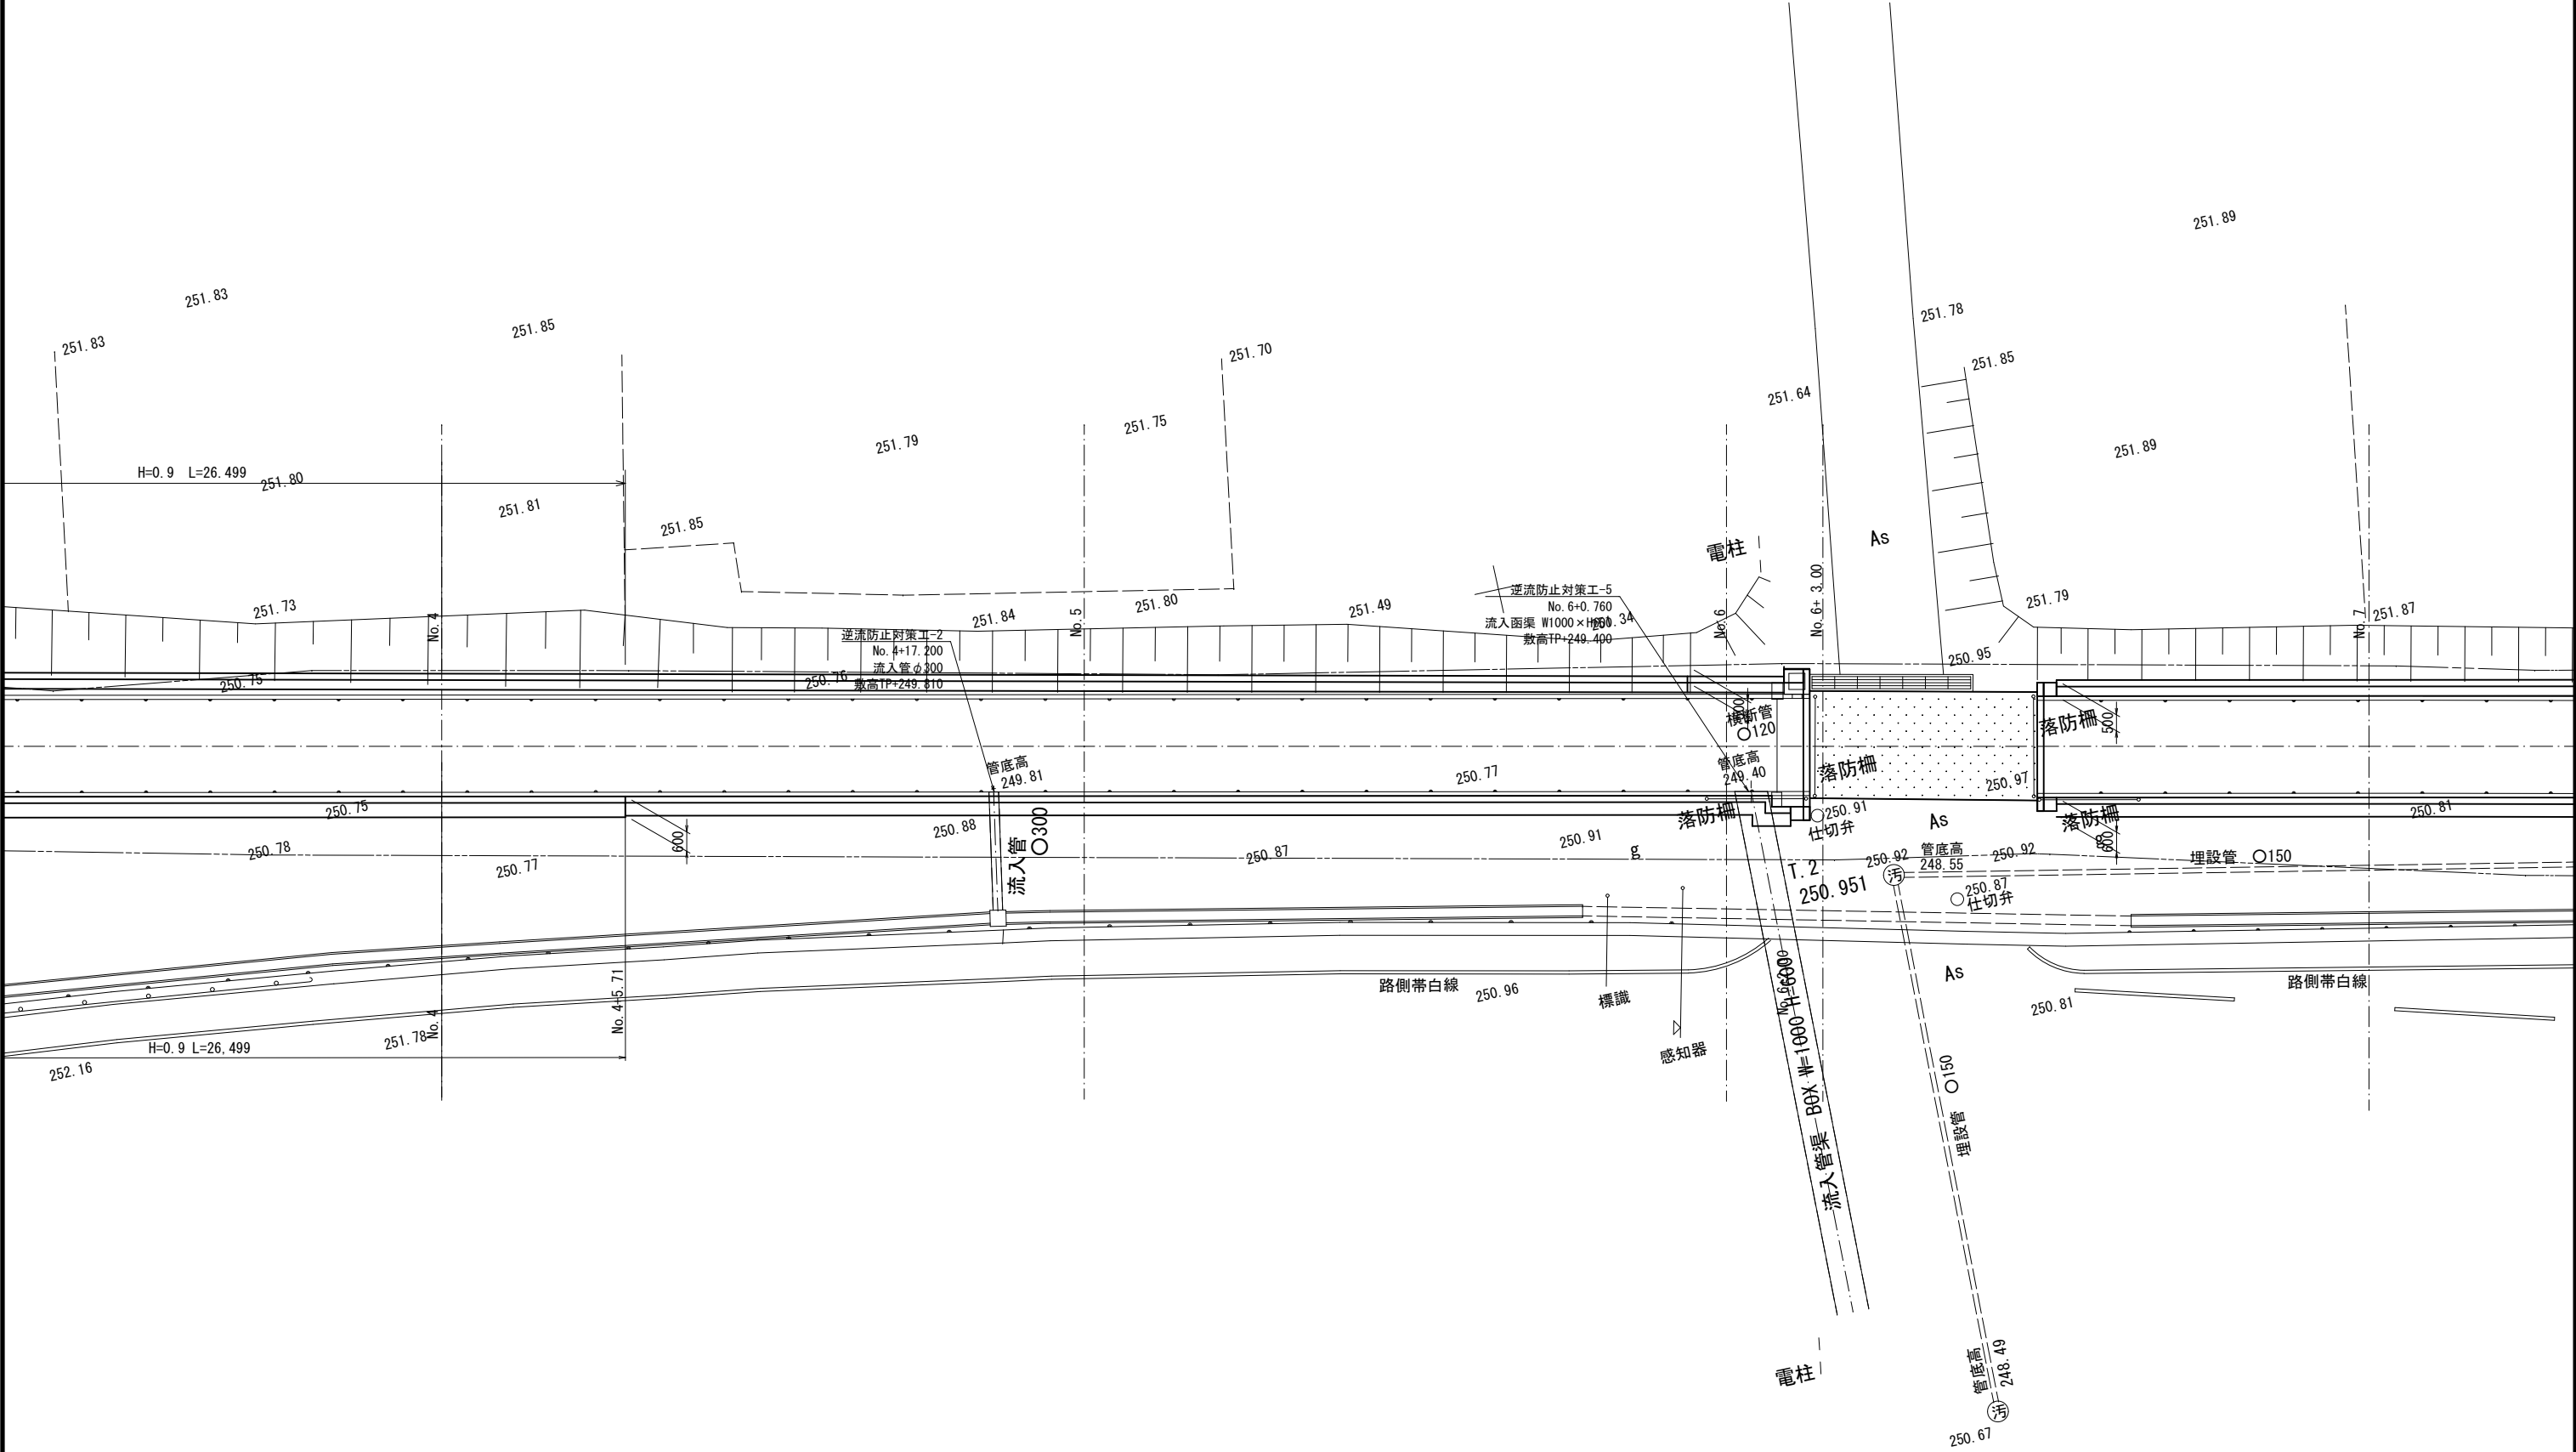 251.89
251.83
251.78
251.85
251.83
251.70
251.85
251.64
251.75
251.79
251.89
H=0.9 L=26.499
251.80
251.81
251.85
As
電柱
251.73
251.84
251.80
251.49
251.79
251.87
No.4
No.5
No.6
No.6+ 3.00
No.7
逆流防止対策工-5
No.6+0.760
流入函渠 W1000×H
敷高TP+249.400
逆流防止対策工-2
No.4+17.200
流入管φ300
敷高TP+249.810
250.95
250.75
250.76
横断管
○120
落防柵
500
管底高
249.81
250.77
管底高
249.40
落防柵
250.97
250.75
250.88
流入管
○300
落防柵
250.91
仕切弁
As
落防柵
250.81
600
600
250.78
250.77
250.87
250.91
g
T.2
250.951
250.92
管底高
248.55
250.92
埋設管 ○150
汚
250.87
仕切弁
路側帯白線
250.96
標識
As
250.81
路側帯白線
No.4
No.4+5.71
251.78
H=0.9 L=26,499
252.16
感知器
流入管渠 BOX W=1000 H=600
埋設管 ○150
電柱
管底高
248.49
汚
250.67